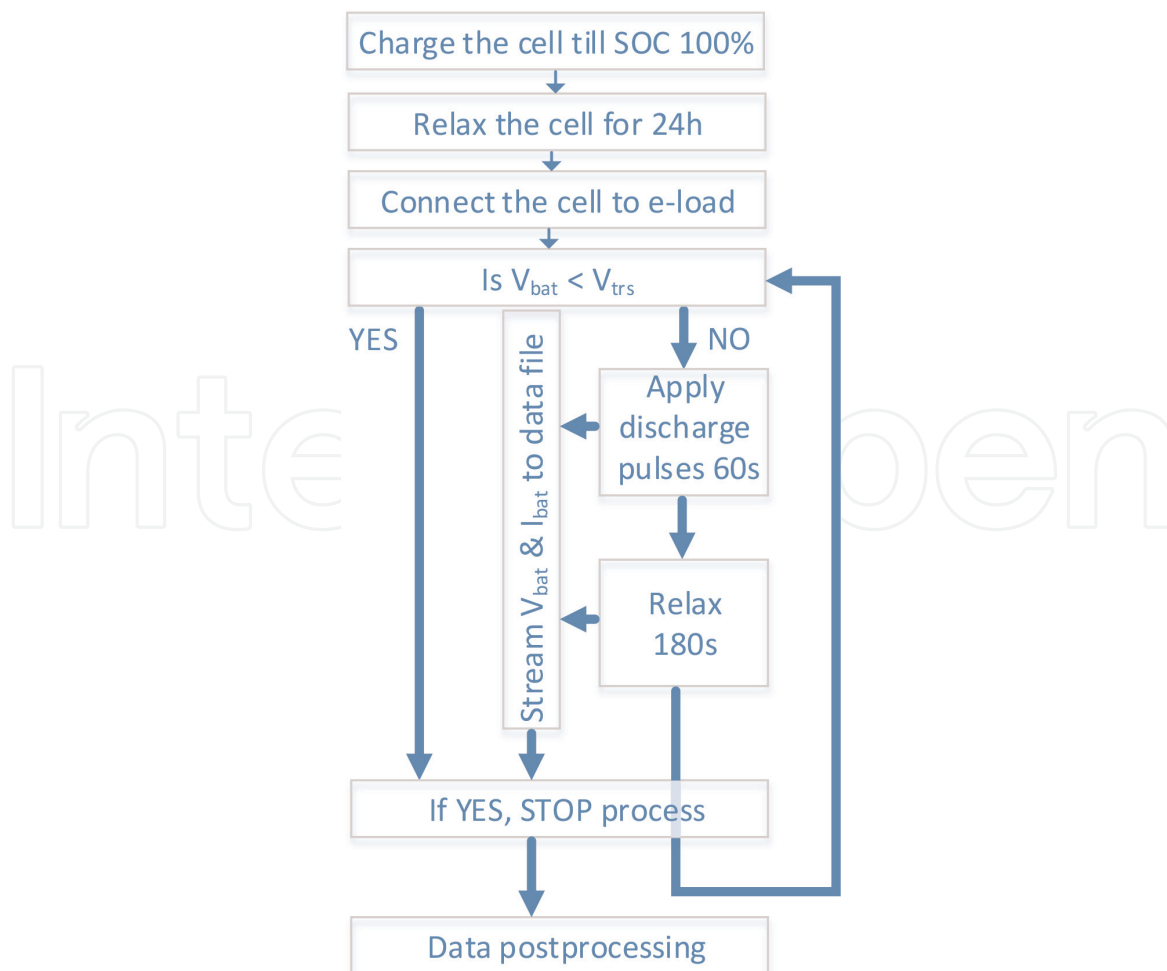 Charge the cell till SOC 100%
Relax the cell for 24h
Connect the cell to e-load
Is Vbat < Vtrs
YES
NO
Stream Vbat & Ibat to data file
Apply
discharge
pulses 60s
Relax
180s
If YES, STOP process
Data postprocessing